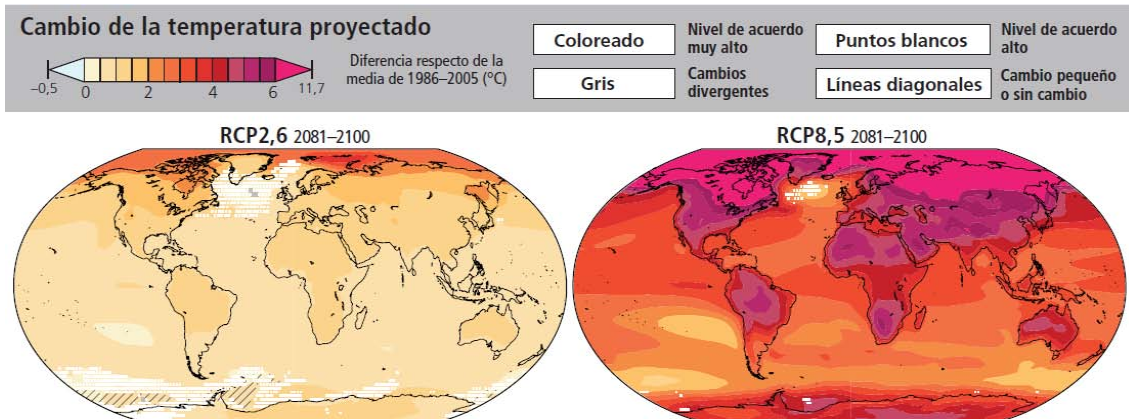 Cambio de la temperatura proyectado
–0,5 0 2 4 6 11,7
Diferencia respecto de la
media de 1986–2005 (°C)
Coloreado
Nivel de acuerdo
muy alto
Puntos blancos
Nivel de acuerdo
alto
Gris
Cambios
divergentes
Líneas diagonales
Cambio pequeño
o sin cambio
RCP2,6 2081–2100
RCP8,5 2081–2100